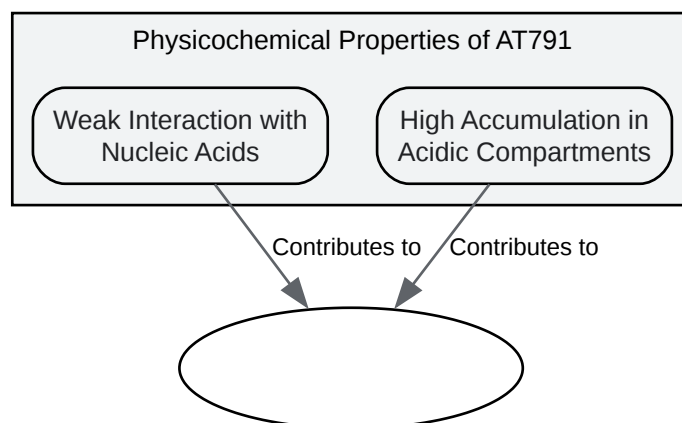 Physicochemical Properties of AT791
Weak Interaction with
Nucleic Acids
High Accumulation in
Acidic Compartments
Contributes to
Contributes to